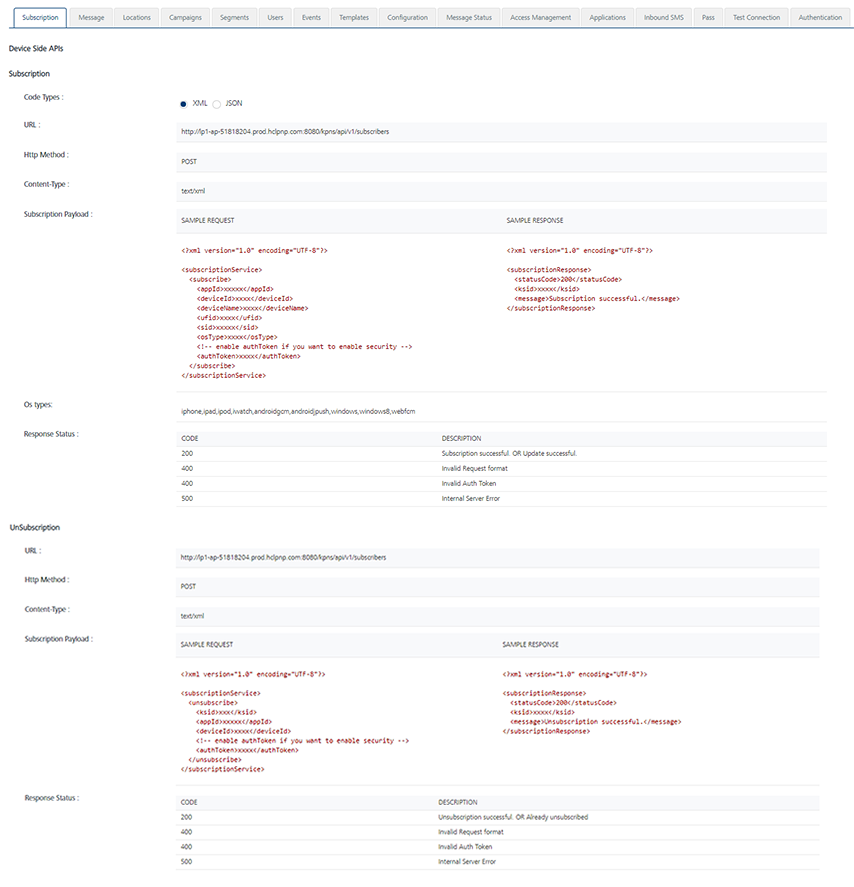 Subscription Message Locations Campaigns Segments Users Events Templates Configuration Message Status Access Management Applications Inbound SMS Pass Test Connection Authentication
Device Side APIs
Subscription
Code Types :
XML JSON
URL :
http://lp1-ap-51818204.prod.hclpnp.com:8080/kpns/api/v1/subscribers
Http Method :
POST
Content-Type :
text/xml
Subscription Payload :
SAMPLE REQUEST SAMPLE RESPONSE
<?xml version="1.0" encoding="UTF-8"?> <?xml version="1.0" encoding="UTF-8"?>
<subscriptionService> <subscriptionResponse>
<subscribe> <statusCode>200</statusCode>
<appId>xxxxx</appId> <ksid>xxxx</ksid>
<deviceId>xxxx</deviceId> <message>Subscription successful.</message>
<deviceName>xxxx</deviceName> </subscriptionResponse>
<ufid>xxxx</ufid>
<sid>xxxxx</sid>
<osType>xxxx</osType>
<!-- enable authToken if you want to enable security -->
<authToken>xxxx</authToken>
</subscribe>
</subscriptionService>
Os types:
iphone,ipad,ipod,iwatch,androidgcm,androidjpush,windows,windows8,webfcm
Response Status :
CODE DESCRIPTION
200 Subscription successful. OR Update successful.
400 Invalid Request format
400 Invalid Auth Token
500 Internal Server Error
UnSubscription
URL :
http://lp1-ap-51818204.prod.hclpnp.com:8080/kpns/api/v1/subscribers
Http Method :
POST
Content-Type :
text/xml
Subscription Payload :
SAMPLE REQUEST SAMPLE RESPONSE
<?xml version="1.0" encoding="UTF-8"?> <?xml version="1.0" encoding="UTF-8"?>
<subscriptionService> <subscriptionResponse>
<unsubscribe> <statusCode>200</statusCode>
<ksid>xxx</ksid> <ksid>xxxx</ksid>
<appId>xxxxx</appId> <message>Unsubscription successful.</message>
<deviceId>xxxx</deviceId> </subscriptionResponse>
<!-- enable authToken if you want to enable security -->
<authToken>xxxx</authToken>
</unsubscribe>
</subscriptionService>
Response Status :
CODE DESCRIPTION
200 Unsubscription successful. OR Already unsubscribed
400 Invalid Request format
400 Invalid Auth Token
500 Internal Server Error